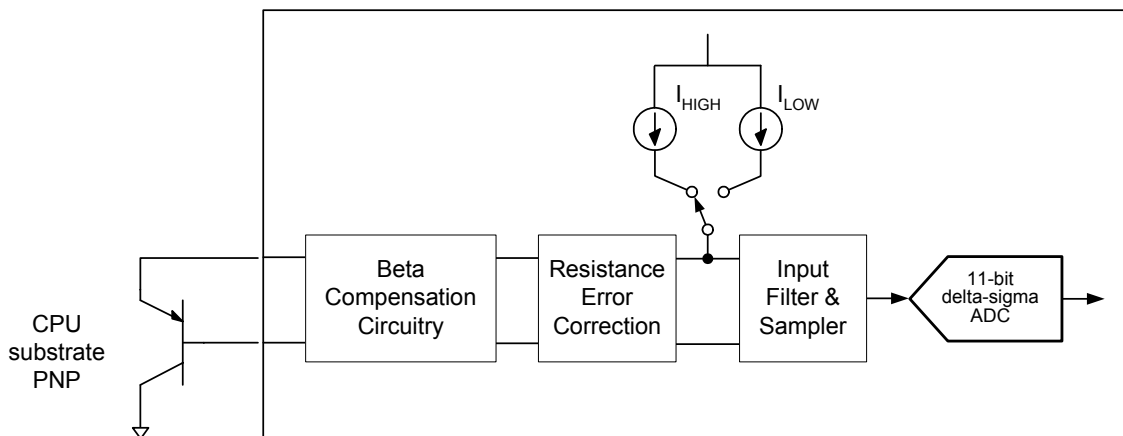 I_HIGH
I_LOW
Beta
Compensation
Circuitry
Resistance
Error
Correction
Input
Filter &
Sampler
11-bit
delta-sigma
ADC
CPU
substrate
PNP